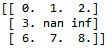 [[ 0.  1.  2.]
 [ 3. nan inf]
 [ 6.  7.  8.]]